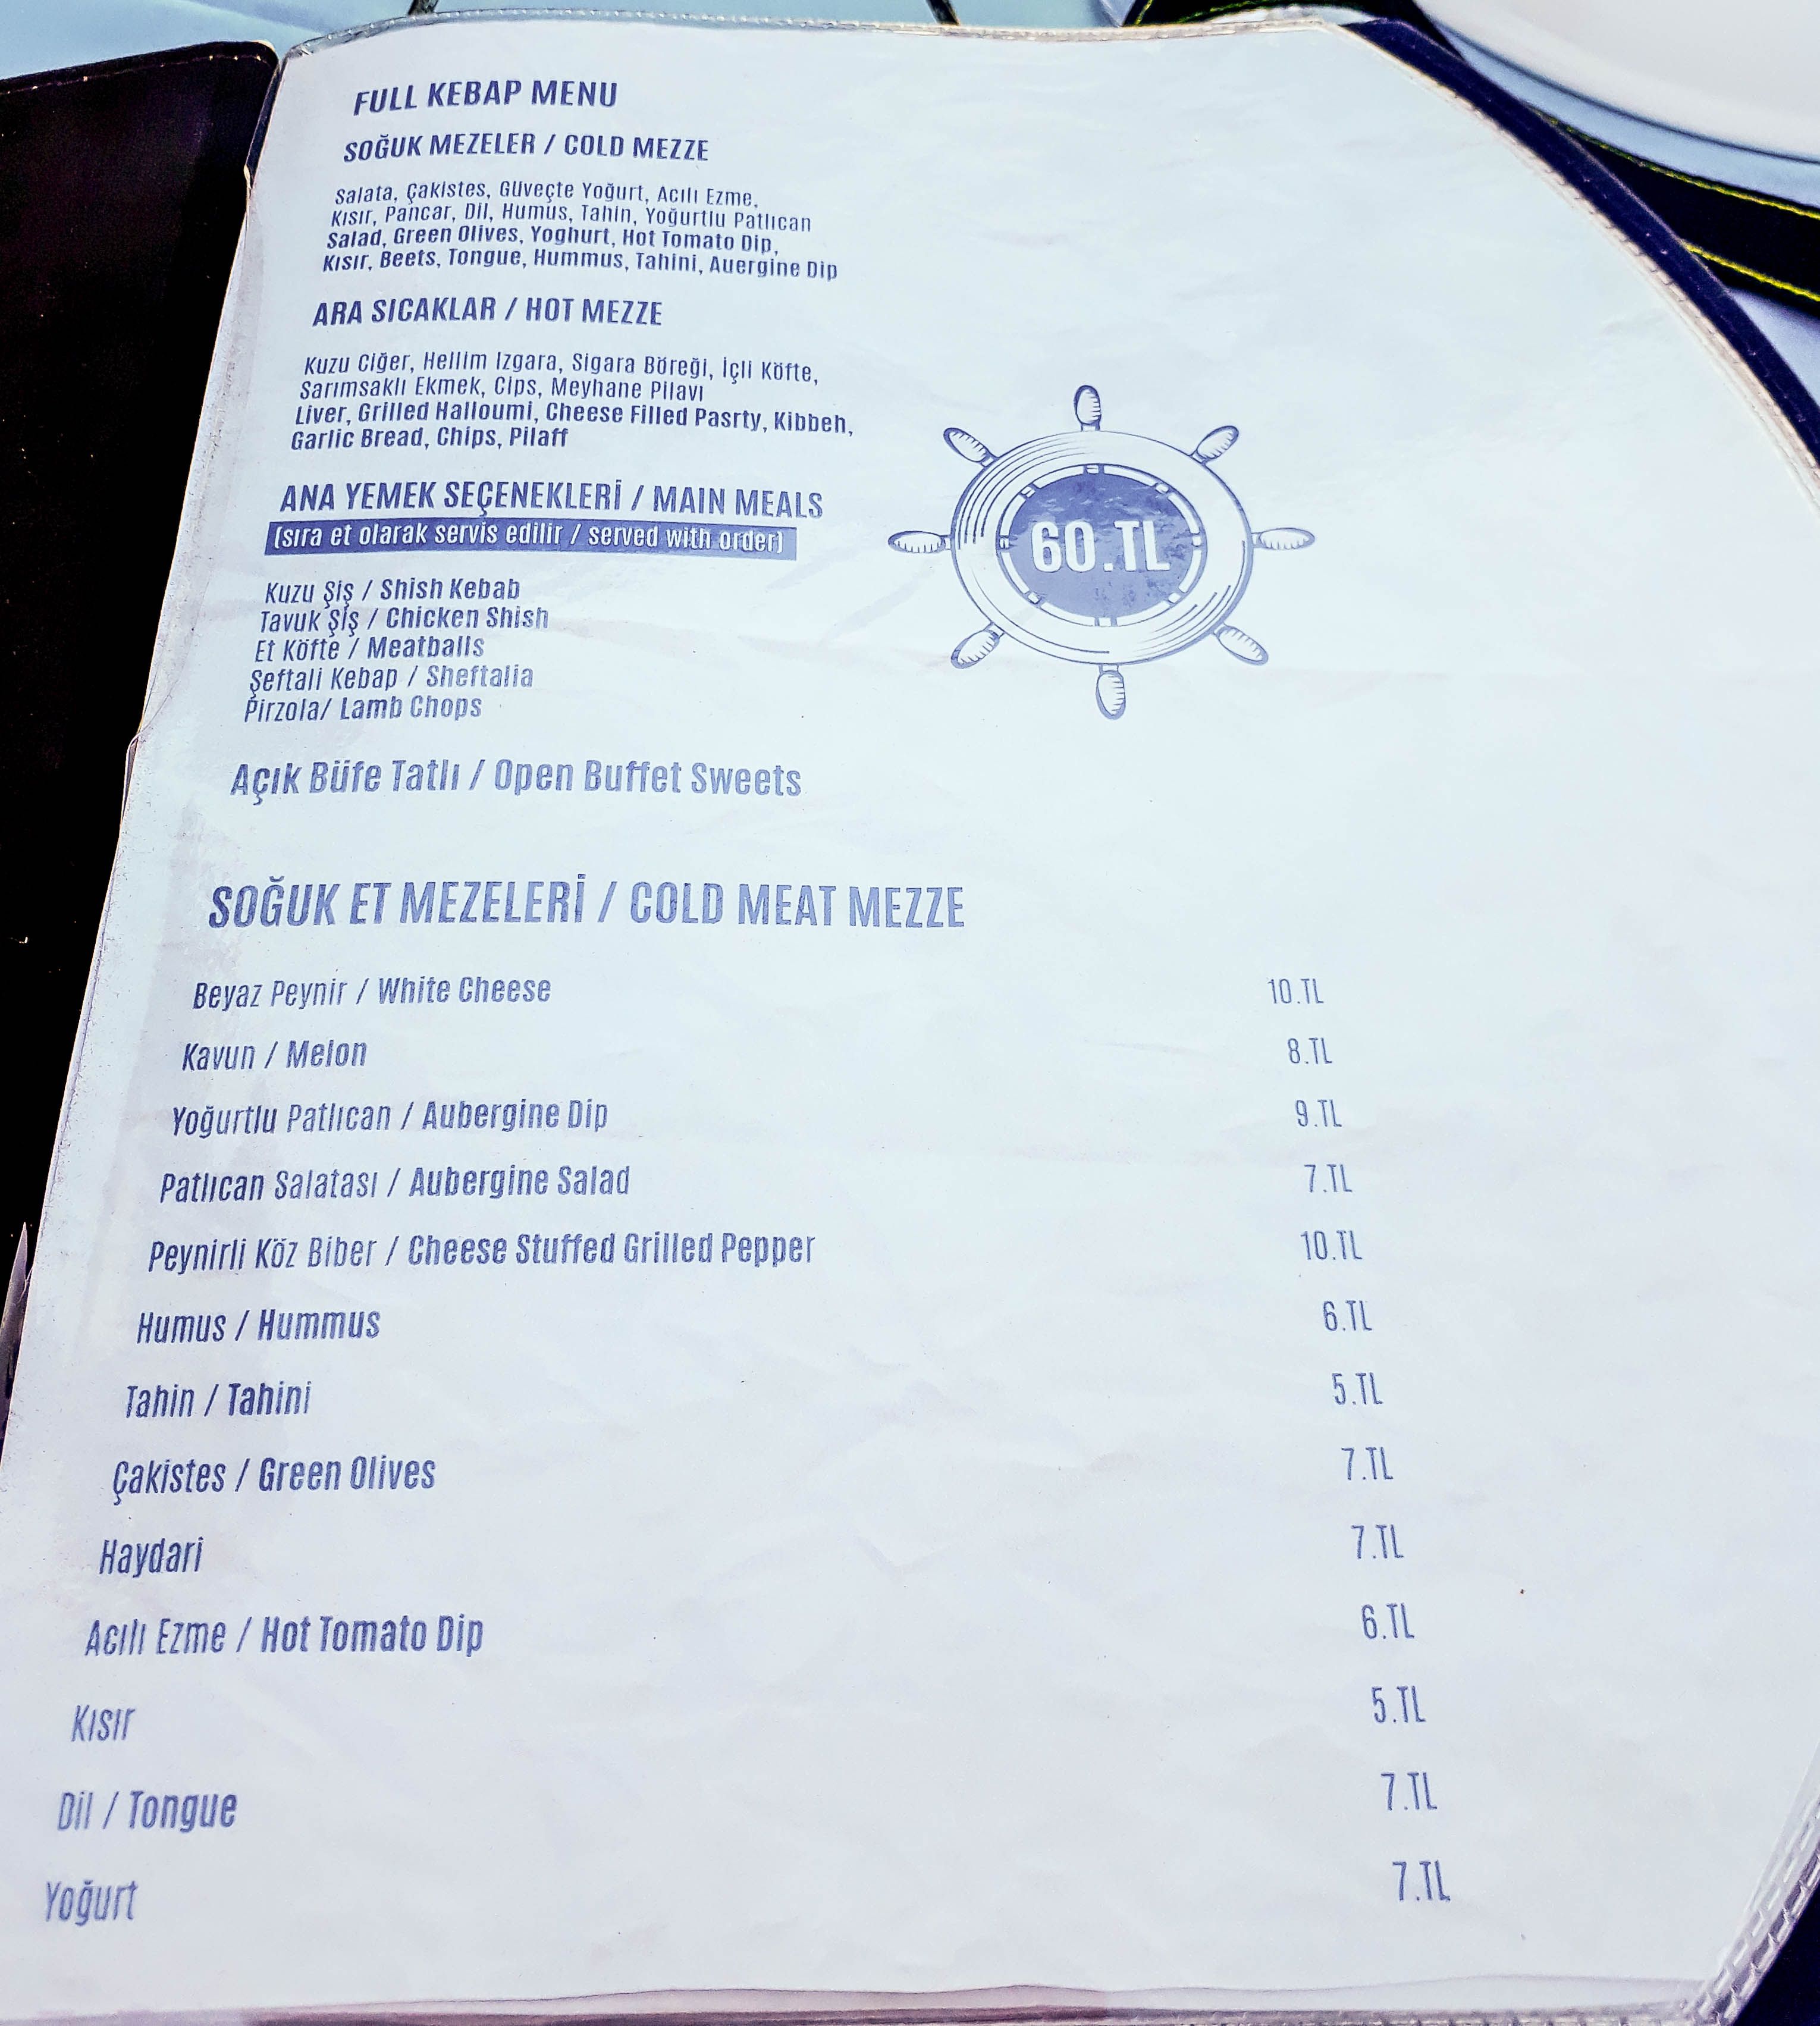 FULL KEBAP MENU
SOĞUK MEZELER / COLD MEZZE
Salata, Çakistes, Güveçte Yoğurt, Acılı Ezme,
Kısır, Pancar, Dil, Humus, Tahin, Yoğurtlu Patlıcan
Salad, Green Olives, Yoghurt, Hot Tomato Dip,
Kısır, Beets, Tongue, Hummus, Tahini, Auergine Dip
ARA SICAKLAR / HOT MEZZE
Kuzu Ciğer, Hellim Izgara, Sigara Böreği, İçli Köfte,
Sarımsaklı Ekmek, Cips, Meyhane Pilavı
Liver, Grilled Halloumi, Cheese Filled Pasrty, Kibbeh,
Garlic Bread, Chips, Pilaff
ANA YEMEK SEÇENEKLERİ / MAIN MEALS
(sıra et olarak servis edilir / served with order)
60.TL
Kuzu Şiş / Shish Kebab
Tavuk Şiş / Chicken Shish
Et Köfte / Meatballs
Şeftali Kebap / Sheftalia
Pirzola/ Lamb Chops
Açık Büfe Tatlı / Open Buffet Sweets
SOĞUK ET MEZELERİ / COLD MEAT MEZZE
Beyaz Peynir / White Cheese 10.TL
Kavun / Melon 8.TL
Yoğurtlu Patlıcan / Aubergine Dip 9.TL
Patlıcan Salatası / Aubergine Salad 7.TL
Peynirli Köz Biber / Cheese Stuffed Grilled Pepper 10.TL
Humus / Hummus 6.TL
Tahin / Tahini 5.TL
Çakistes / Green Olives 7.TL
Haydari 7.TL
Acılı Ezme / Hot Tomato Dip 6.TL
Kısır 5.TL
Dil / Tongue 7.TL
Yoğurt 7.TL